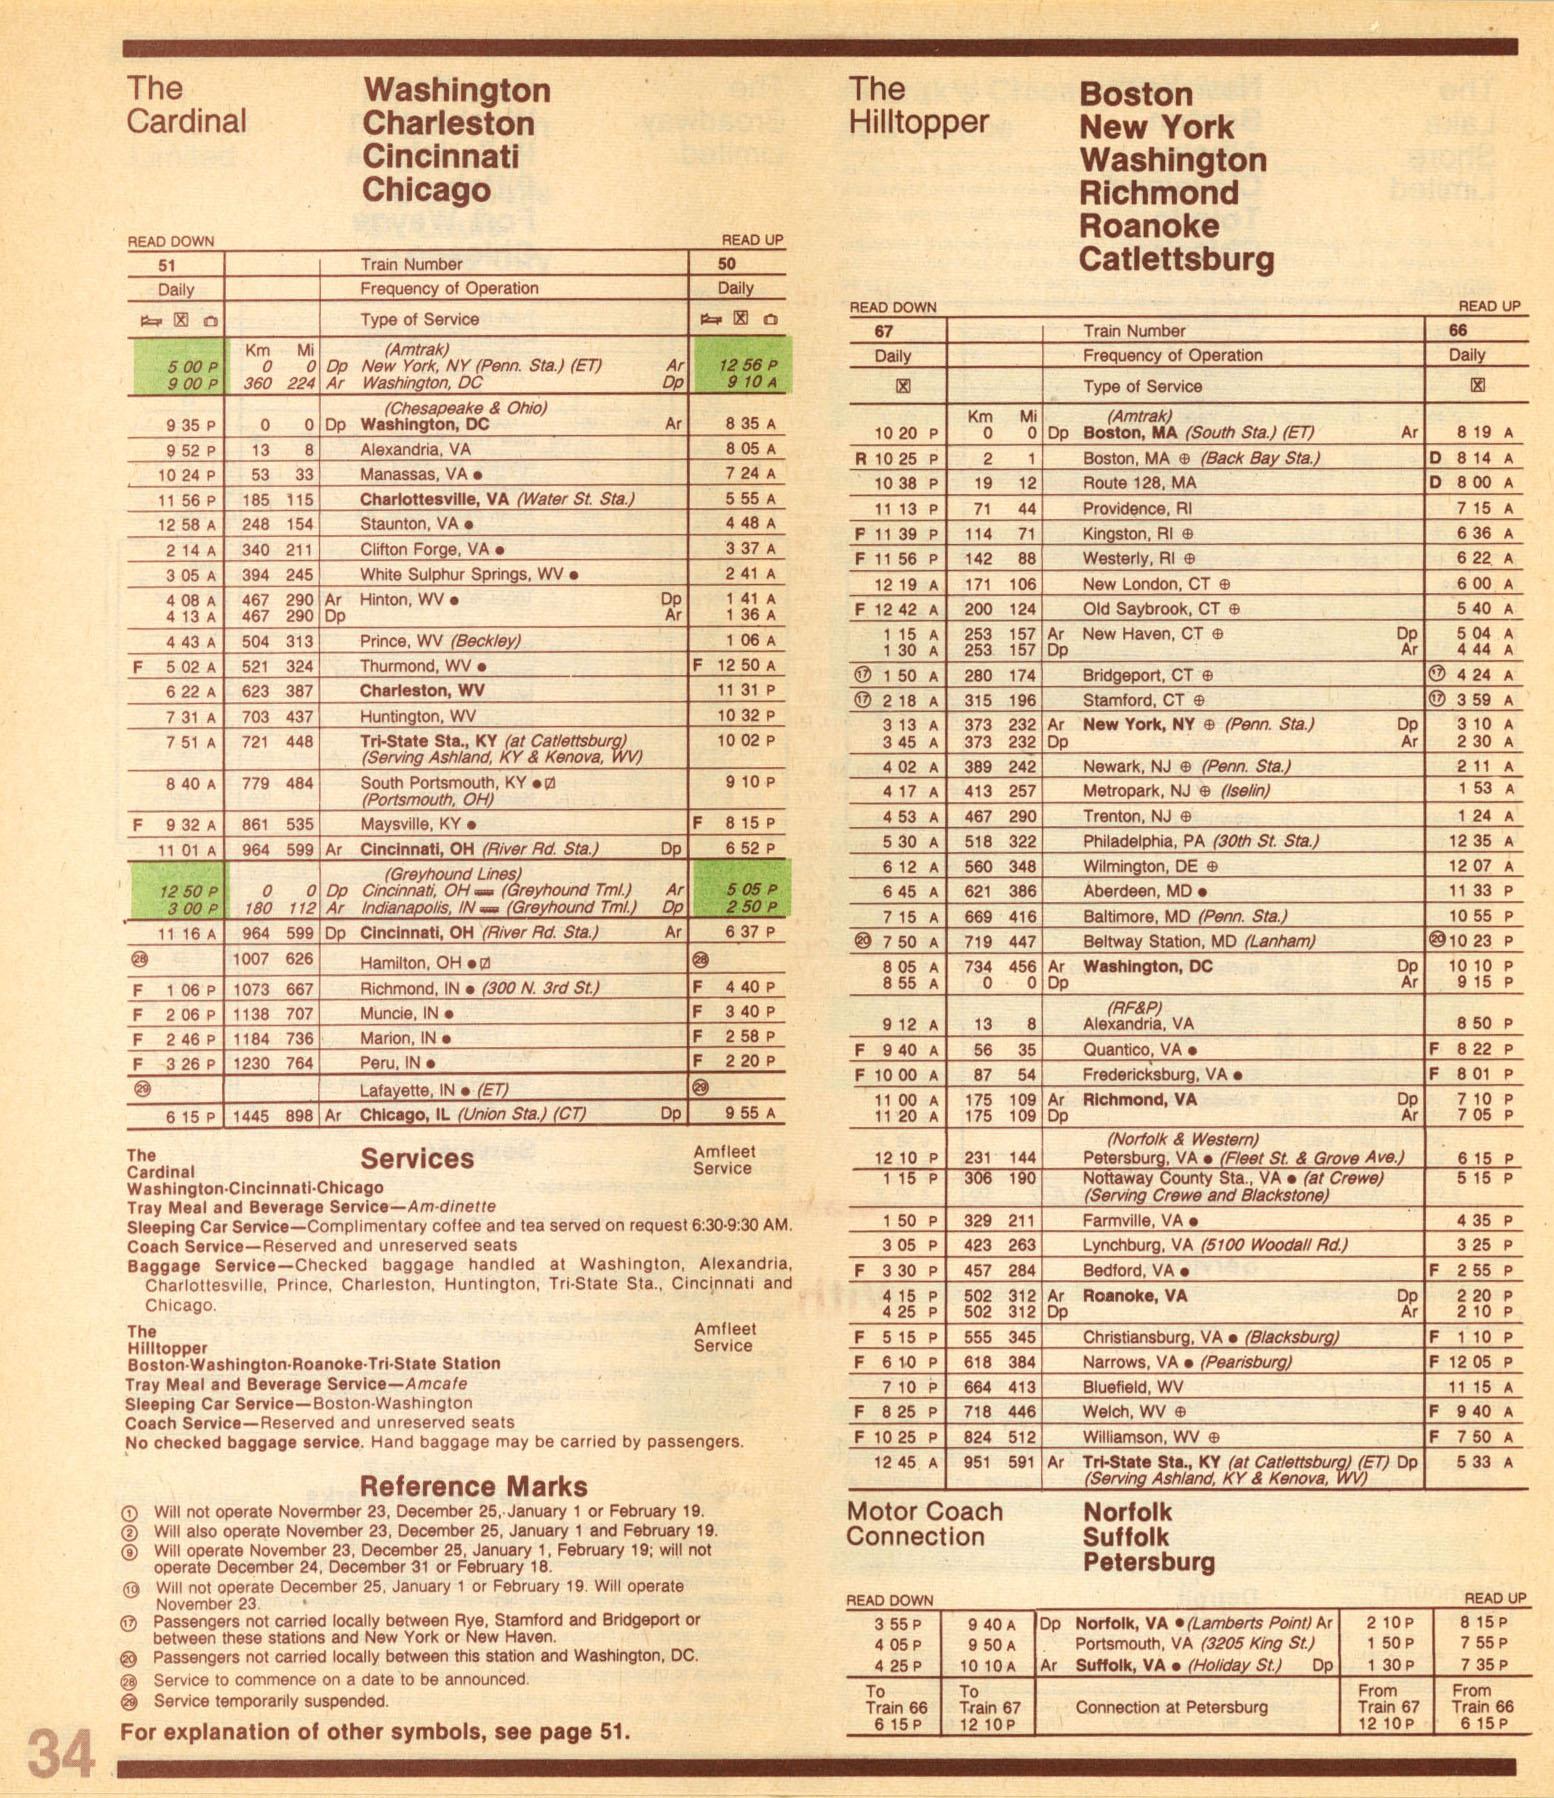 The
Cardinal
Washington
Charleston
Cincinnati
Chicago
READ DOWN READ UP
51 Train Number 50
Daily Frequency of Operation Daily
Type of Service
Km Mi (Amtrak)
5 00 P 0 0 Dp New York, NY (Penn. Sta.) (ET) Ar 12 56 P
9 00 P 360 224 Ar Washington, DC Dp 9 10 A
(Chesapeake & Ohio)
9 35 P 0 0 Dp Washington, DC Ar 8 35 A
9 52 P 13 8 Alexandria, VA 8 05 A
10 24 P 53 33 Manassas, VA ● 7 24 A
11 56 P 185 115 Charlottesville, VA (Water St. Sta.) 5 55 A
12 58 A 248 154 Staunton, VA ● 4 48 A
2 14 A 340 211 Clifton Forge, VA ● 3 37 A
3 05 A 394 245 White Sulphur Springs, WV ● 2 41 A
4 08 A 467 290 Ar Hinton, WV ● Dp 1 41 A
4 13 A 467 290 Dp Ar 1 36 A
4 43 A 504 313 Prince, WV (Beckley) 1 06 A
F 5 02 A 521 324 Thurmond, WV ● F 12 50 A
6 22 A 623 387 Charleston, WV 11 31 P
7 31 A 703 437 Huntington, WV 10 32 P
7 51 A 721 448 Tri-State Sta., KY (at Catlettsburg) 10 02 P
(Serving Ashland, KY & Kenova, WV)
8 40 A 779 484 South Portsmouth, KY ● 9 10 P
(Portsmouth, OH)
F 9 32 A 861 535 Maysville, KY ● F 8 15 P
11 01 A 964 599 Ar Cincinnati, OH (River Rd. Sta.) Dp 6 52 P
(Greyhound Lines)
12 50 P 0 0 Dp Cincinnati, OH (Greyhound Tml.) Ar 5 05 P
3 00 P 180 112 Ar Indianapolis, IN (Greyhound Tml.) Dp 2 50 P
11 16 A 964 599 Dp Cincinnati, OH (River Rd. Sta.) Ar 6 37 P
㉘ 1007 626 Hamilton, OH ● ㉘
F 1 06 P 1073 667 Richmond, IN ● (300 N. 3rd St.) F 4 40 P
F 2 06 P 1138 707 Muncie, IN ● F 3 40 P
F 2 46 P 1184 736 Marion, IN ● F 2 58 P
F 3 26 P 1230 764 Peru, IN ● F 2 20 P
㉙ Lafayette, IN ● (ET) ㉙
6 15 P 1445 898 Ar Chicago, IL (Union Sta.) (CT) Dp 9 55 A
The
Cardinal
Services
Amfleet
Service
Washington-Cincinnati-Chicago
Tray Meal and Beverage Service—Am-dinette
Sleeping Car Service—Complimentary coffee and tea served on request 6:30-9:30 AM.
Coach Service—Reserved and unreserved seats
Baggage Service—Checked baggage handled at Washington, Alexandria,
Charlottesville, Prince, Charleston, Huntington, Tri-State Sta., Cincinnati and
Chicago.
The
Hilltopper
Amfleet
Service
Boston-Washington-Roanoke-Tri-State Station
Tray Meal and Beverage Service—Amcafe
Sleeping Car Service—Boston-Washington
Coach Service—Reserved and unreserved seats
No checked baggage service. Hand baggage may be carried by passengers.
Reference Marks
① Will not operate Novermber 23, December 25, January 1 or February 19.
② Will also operate November 23, December 25, January 1 and February 19.
⑨ Will operate November 23, December 25, January 1, February 19; will not
operate December 24, December 31 or February 18.
⑩ Will not operate December 25, January 1 or February 19. Will operate
November 23.
⑰ Passengers not carried locally between Rye, Stamford and Bridgeport or
between these stations and New York or New Haven.
⑳ Passengers not carried locally between this station and Washington, DC.
㉘ Service to commence on a date to be announced.
㉙ Service temporarily suspended.
For explanation of other symbols, see page 51.
34
The
Hilltopper
Boston
New York
Washington
Richmond
Roanoke
Catlettsburg
READ DOWN READ UP
67 Train Number 66
Daily Frequency of Operation Daily
Type of Service
Km Mi (Amtrak)
10 20 P 0 0 Dp Boston, MA (South Sta.) (ET) Ar 8 19 A
R 10 25 P 2 1 Boston, MA ⊕ (Back Bay Sta.) D 8 14 A
10 38 P 19 12 Route 128, MA D 8 00 A
11 13 P 71 44 Providence, RI 7 15 A
F 11 39 P 114 71 Kingston, RI ⊕ 6 36 A
F 11 56 P 142 88 Westerly, RI ⊕ 6 22 A
12 19 A 171 106 New London, CT ⊕ 6 00 A
F 12 42 A 200 124 Old Saybrook, CT ⊕ 5 40 A
1 15 A 253 157 Ar New Haven, CT ⊕ Dp 5 04 A
1 30 A 253 157 Dp Ar 4 44 A
⑰ 1 50 A 280 174 Bridgeport, CT ⊕ ⑰ 4 24 A
⑰ 2 18 A 315 196 Stamford, CT ⊕ ⑰ 3 59 A
3 13 A 373 232 Ar New York, NY ⊕ (Penn. Sta.) Dp 3 10 A
3 45 A 373 232 Dp Ar 2 30 A
4 02 A 389 242 Newark, NJ ⊕ (Penn. Sta.) 2 11 A
4 17 A 413 257 Metropark, NJ ⊕ (Iselin) 1 53 A
4 53 A 467 290 Trenton, NJ ⊕ 1 24 A
5 30 A 518 322 Philadelphia, PA (30th St. Sta.) 12 35 A
6 12 A 560 348 Wilmington, DE ⊕ 12 07 A
6 45 A 621 386 Aberdeen, MD ● 11 33 P
7 15 A 669 416 Baltimore, MD (Penn. Sta.) 10 55 P
⑳ 7 50 A 719 447 Beltway Station, MD (Lanham) ⑳ 10 23 P
8 05 A 734 456 Ar Washington, DC Dp 10 10 P
8 55 A 0 0 Dp Ar 9 15 P
(RF&P)
9 12 A 13 8 Alexandria, VA 8 50 P
F 9 40 A 56 35 Quantico, VA ● F 8 22 P
F 10 00 A 87 54 Fredericksburg, VA ● F 8 01 P
11 00 A 175 109 Ar Richmond, VA Dp 7 10 P
11 20 A 175 109 Dp Ar 7 05 P
(Norfolk & Western)
12 10 P 231 144 Petersburg, VA ● (Fleet St. & Grove Ave.) 6 15 P
1 15 P 306 190 Nottaway County Sta., VA ● (at Crewe) 5 15 P
(Serving Crewe and Blackstone)
1 50 P 329 211 Farmville, VA ● 4 35 P
3 05 P 423 263 Lynchburg, VA (5100 Woodall Rd.) 3 25 P
F 3 30 P 457 284 Bedford, VA ● F 2 55 P
4 15 P 502 312 Ar Roanoke, VA Dp 2 20 P
4 25 P 502 312 Dp Ar 2 10 P
F 5 15 P 555 345 Christiansburg, VA ● (Blacksburg) F 1 10 P
F 6 10 P 618 384 Narrows, VA ● (Pearisburg) F 12 05 P
7 10 P 664 413 Bluefield, WV 11 15 A
F 8 25 P 718 446 Welch, WV ⊕ F 9 40 A
F 10 25 P 824 512 Williamson, WV ⊕ F 7 50 A
12 45 A 951 591 Ar Tri-State Sta., KY (at Catlettsburg) (ET) Dp 5 33 A
(Serving Ashland, KY & Kenova, WV)
Motor Coach
Connection
Norfolk
Suffolk
Petersburg
READ DOWN READ UP
3 55 P 9 40 A Dp Norfolk, VA ● (Lamberts Point) Ar 2 10 P 8 15 P
4 05 P 9 50 A Portsmouth, VA (3205 King St.) 1 50 P 7 55 P
4 25 P 10 10 A Ar Suffolk, VA ● (Holiday St.) Dp 1 30 P 7 35 P
To To From From
Train 66 Train 67 Connection at Petersburg Train 67 Train 66
6 15 P 12 10 P 12 10 P 6 15 P